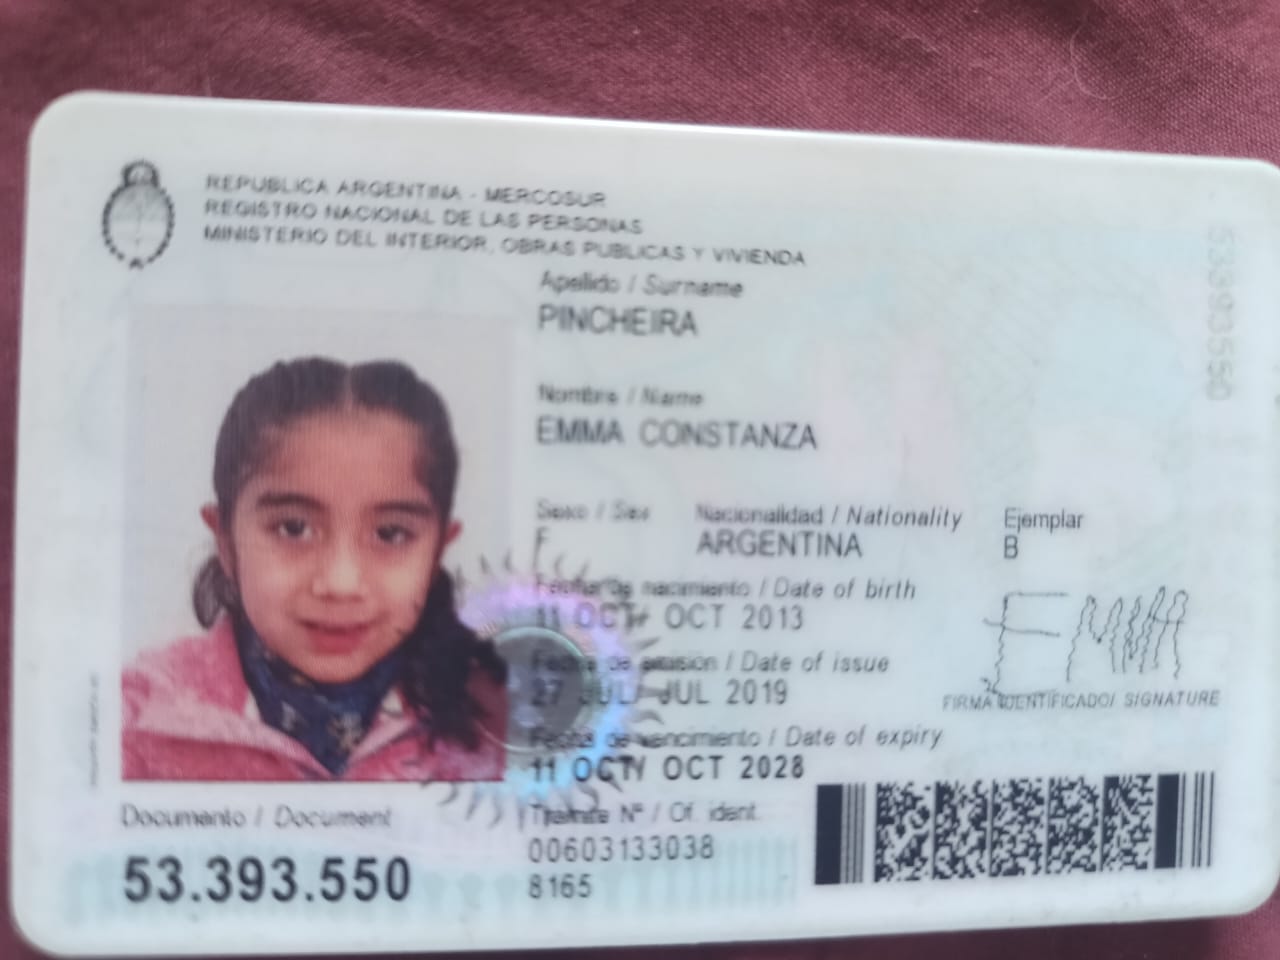 REPUBLICA ARGENTINA - MERCOSUR
REGISTRO NACIONAL DE LAS PERSONAS
MINISTERIO DEL INTERIOR, OBRAS PUBLICAS Y VIVIENDA
Apellido / Surname
PINCHEIRA
Nombre / Name
EMMA CONSTANZA
Sexo / Sex Nacionalidad / Nationality Ejemplar
F ARGENTINA B
Fecha de nacimiento / Date of birth
11 OCT/ OCT 2013
Fecha de emisión / Date of issue
27 JUL/ JUL 2019
Fecha de vencimiento / Date of expiry
11 OCT/ OCT 2028
EMMA
FIRMA IDENTIFICADO/ SIGNATURE
Documento / Document
53.393.550
Trámite Nº / Of. ident.
00603133038
8165
53393550